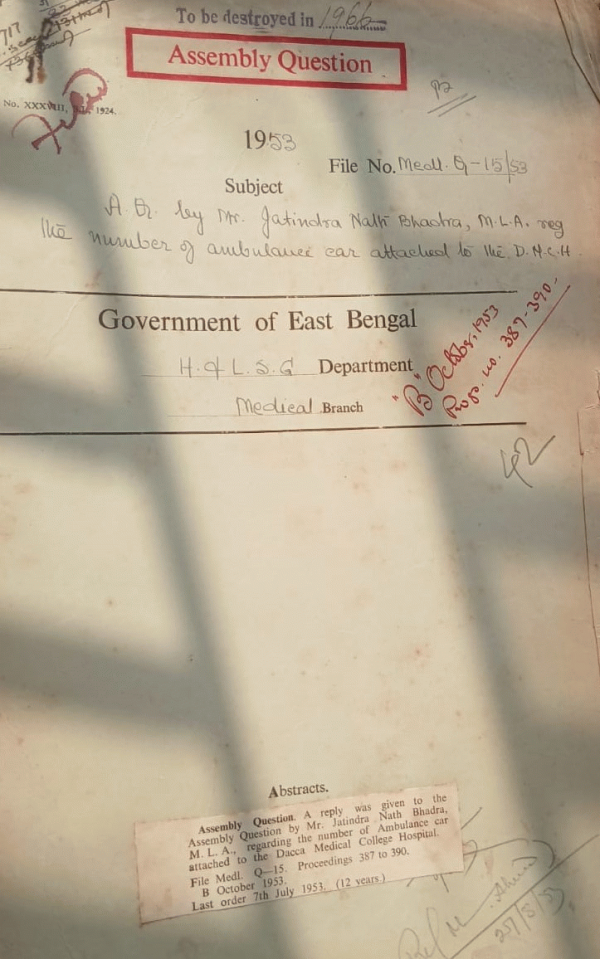 To be destroyed in 1966
Assembly Question
717
No. XXXVIII, 1924.
92
1953
File No. Medl. Q-15/53
Subject
A. Q. by Mr. Jatindra Nath Bhadra, M.L.A. reg
the number of ambulance car attached to the D.M.C.H.
Government of East Bengal
H. & L. S. G Department
Medical Branch
"B" October, 1953
Progs. no. 387-390.
42
Abstracts.
Assembly Question. A reply was given to the
Assembly Question by Mr. Jatindra Nath Bhadra,
M. L. A., regarding the number of Ambulance car
attached to the Dacca Medical College Hospital.
File Medl. Q—15. Proceedings 387 to 390.
B October 1953.
Last order 7th July 1953. (12 years.)